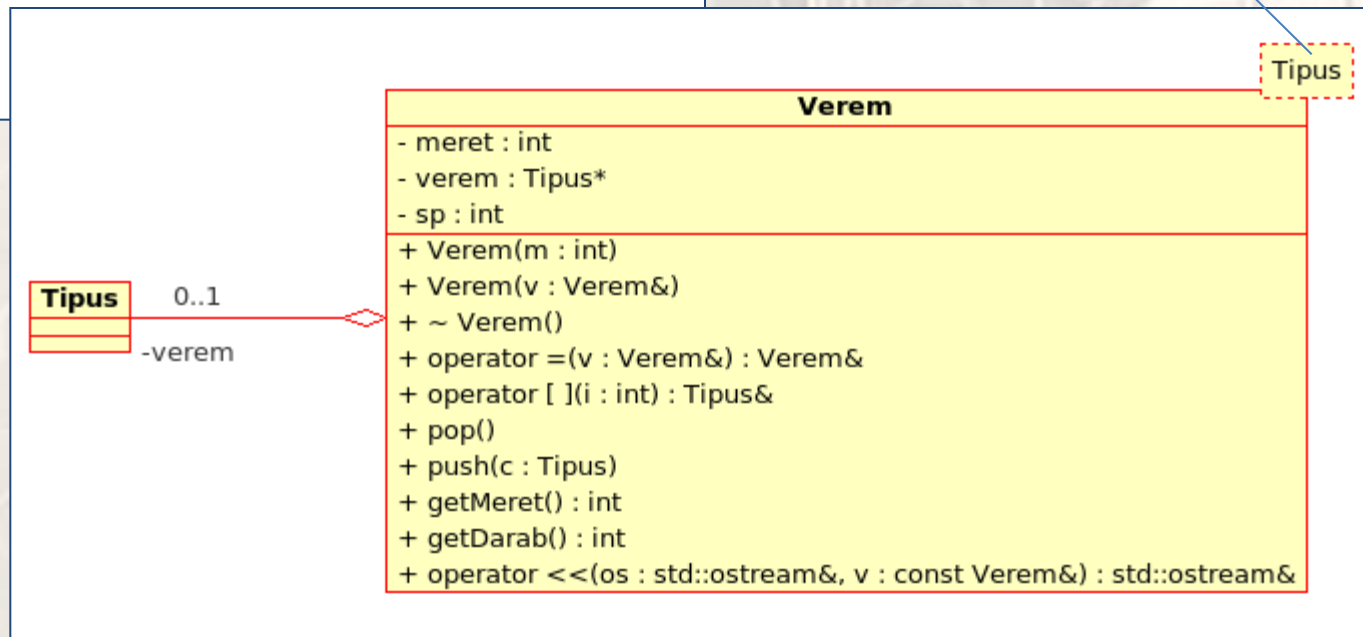 Tipus
Verem
- meret : int
- verem : Tipus*
- sp : int
+ Verem(m : int)
+ Verem(v : Verem&)
+ ~ Verem()
+ operator =(v : Verem&) : Verem&
+ operator [ ](i : int) : Tipus&
+ pop()
+ push(c : Tipus)
+ getMeret() : int
+ getDarab() : int
+ operator <<(os : std::ostream&, v : const Verem&) : std::ostream&
Tipus
0..1
-verem